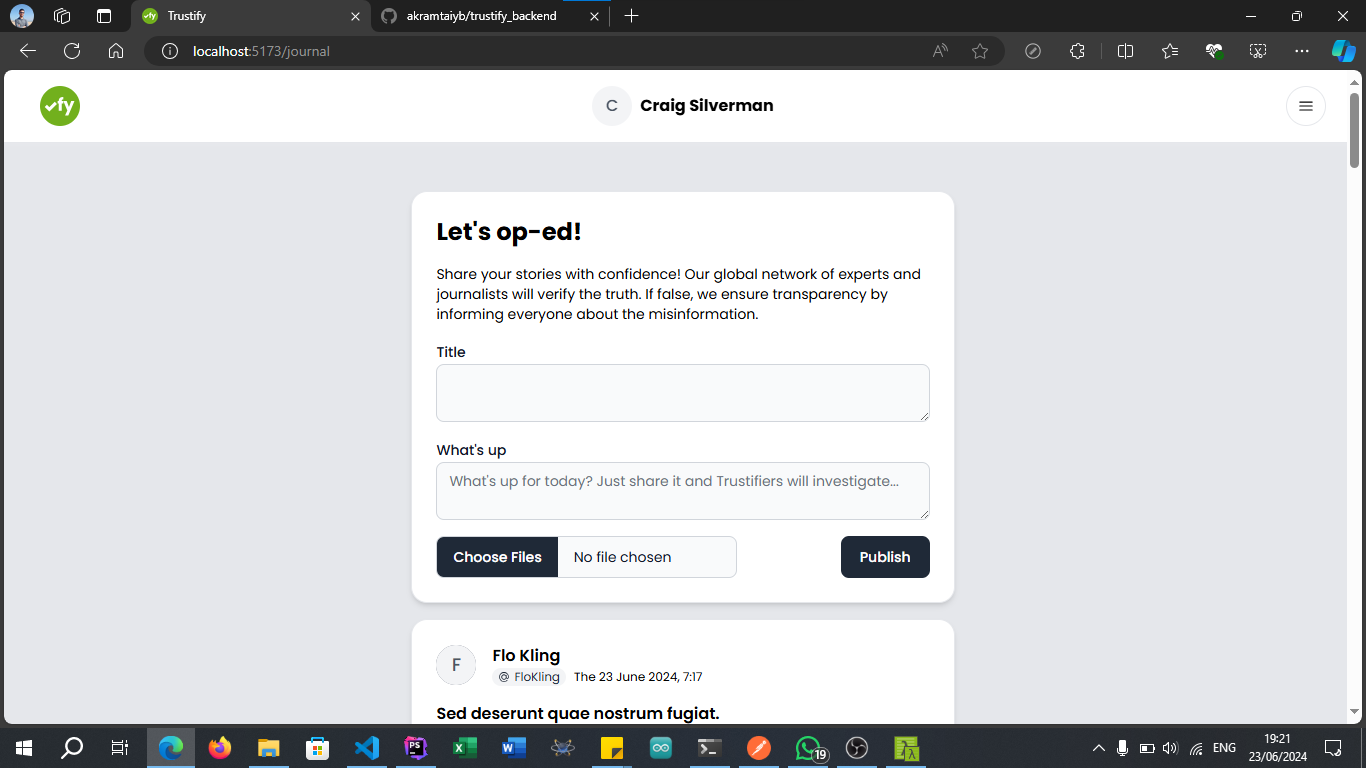 Trustify
akramtaiyb/trustify_backend
localhost:5173/journal
fy
C
Craig Silverman
Let's op-ed!
Share your stories with confidence! Our global network of experts and
journalists will verify the truth. If false, we ensure transparency by
informing everyone about the misinformation.
Title
What's up
What's up for today? Just share it and Trustifiers will investigate...
Choose Files No file chosen
Publish
F
Flo Kling
@ FloKling The 23 June 2024, 7:17
Sed deserunt quae nostrum fugiat.
PS
19
ENG
19:21
23/06/2024